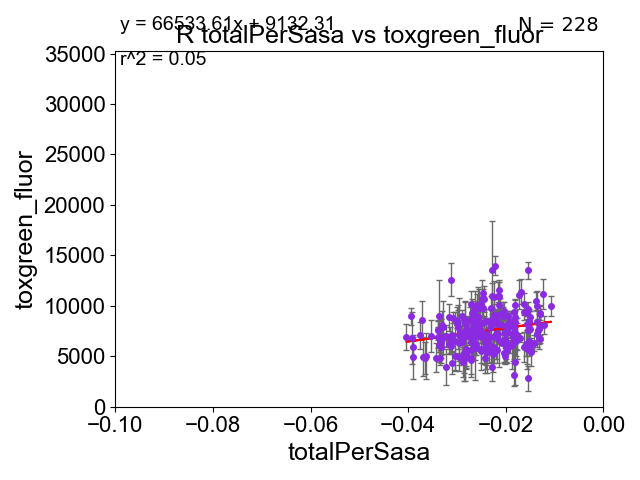 y = 66533.61x + 9132.31
N = 228
R totalPerSasa vs toxgreen_fluor
r^2 = 0.05
35000
30000
25000
20000
15000
10000
5000
0
toxgreen_fluor
−0.10 −0.08 −0.06 −0.04 −0.02 0.00
totalPerSasa